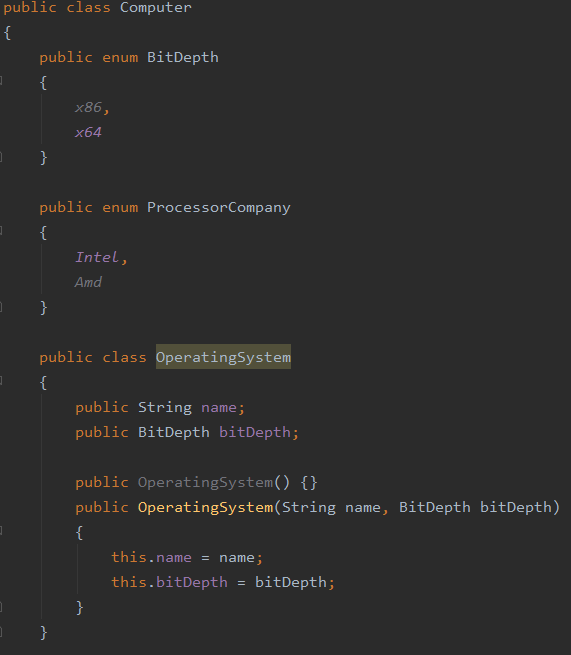 public class Computer
{
public enum BitDepth
{
x86,
x64
}
public enum ProcessorCompany
{
Intel,
Amd
}
public class OperatingSystem
{
public String name;
public BitDepth bitDepth;
public OperatingSystem() {}
public OperatingSystem(String name, BitDepth bitDepth)
{
this.name = name;
this.bitDepth = bitDepth;
}
}